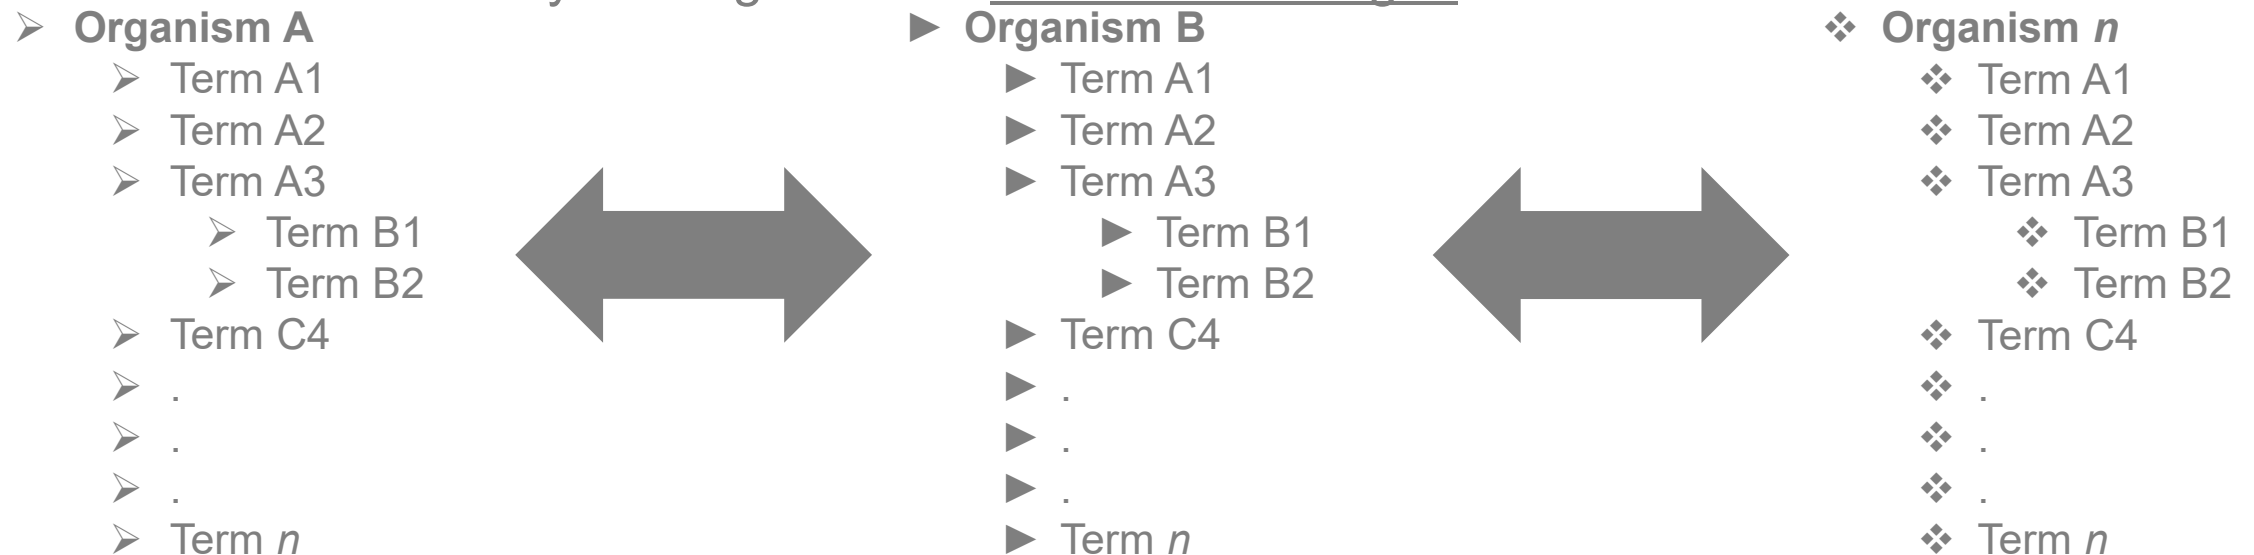 Organism A
Term A1
Term A2
Term A3
Term B1
Term B2
Term C4
.
.
.
Term n
Organism B
Term A1
Term A2
Term A3
Term B1
Term B2
Term C4
.
.
.
Term n
Organism n
Term A1
Term A2
Term A3
Term B1
Term B2
Term C4
.
.
.
Term n